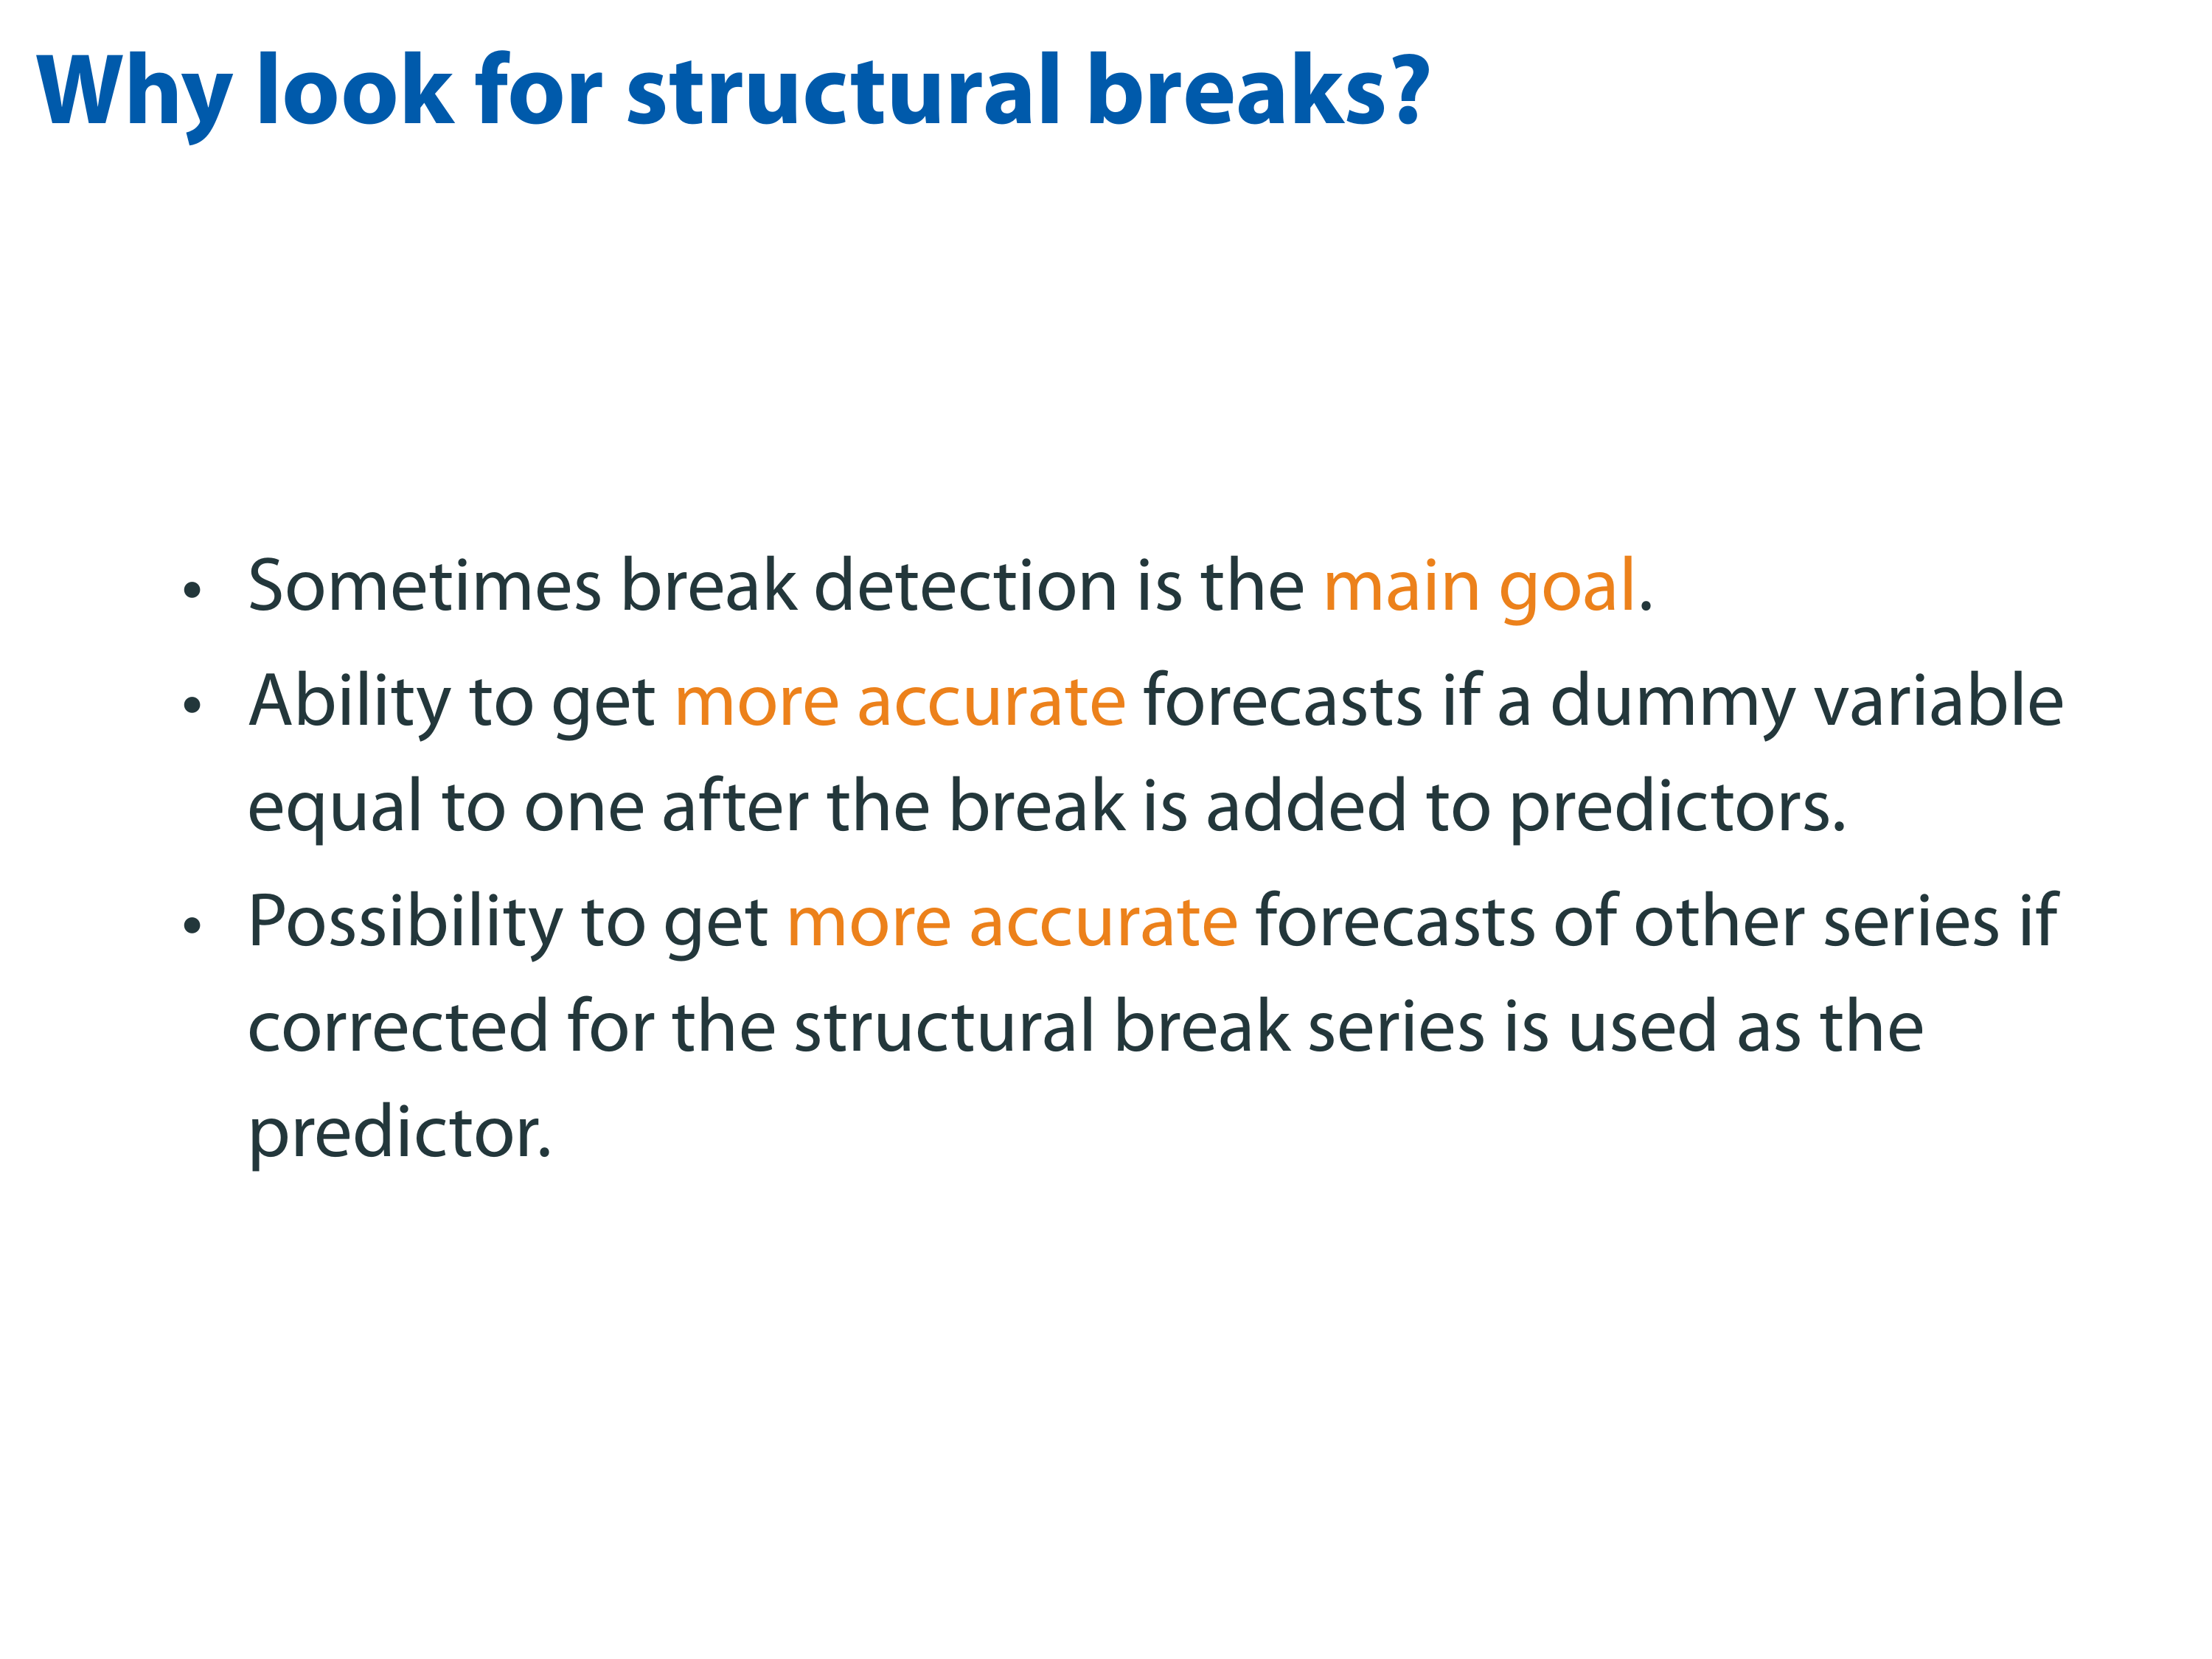 Why look for structural breaks?
• Sometimes break detection is the main goal.
• Ability to get more accurate forecasts if a dummy variable
equal to one after the break is added to predictors.
• Possibility to get more accurate forecasts of other series if
corrected for the structural break series is used as the
predictor.